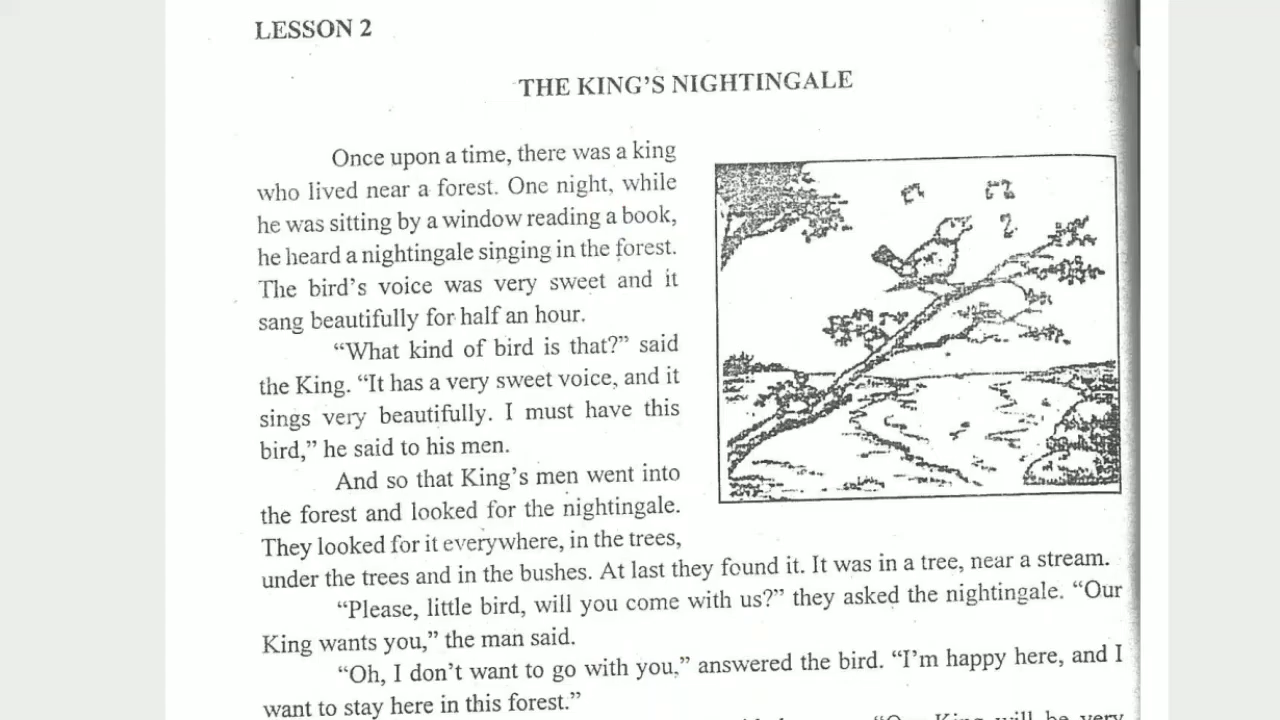 LESSON 2
THE KING'S NIGHTINGALE
Once upon a time, there was a king
who lived near a forest. One night, while
he was sitting by a window reading a book,
he heard a nightingale singing in the forest.
The bird's voice was very sweet and it
sang beautifully for half an hour.
“What kind of bird is that?” said
the King. “It has a very sweet voice, and it
sings very beautifully. I must have this
bird,” he said to his men.
And so that King's men went into
the forest and looked for the nightingale.
They looked for it everywhere, in the trees,
under the trees and in the bushes. At last they found it. It was in a tree, near a stream.
“Please, little bird, will you come with us?” they asked the nightingale. “Our
King wants you,” the man said.
“Oh, I don't want to go with you,” answered the bird. “I'm happy here, and I
want to stay here in this forest.”
“Our King will be very